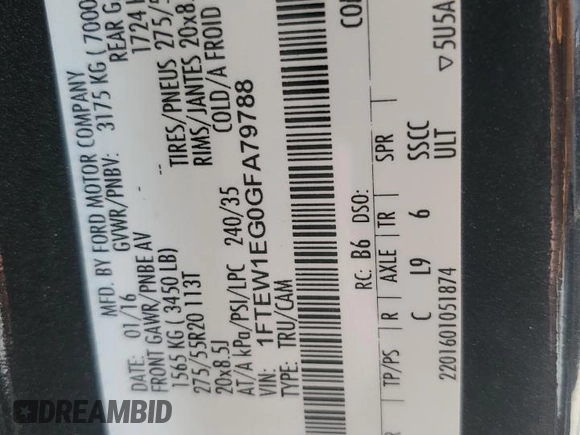 MFD. BY FORD MOTOR COMPANY
DATE: 01/16 GVWR/PNBV: 3175 KG ( 7000
FRONT GAWR/PNBE AV REAR G
1565 KG ( 3450 LB) 1724
275/55R20 113T TIRES/PNEUS 275/5
20x8.5J RIMS/JANTES 20x8
AT/A kPa/PSI/LPC 240/35 COLD/A FROID
VIN: 1FTEW1EG0GFA79788
TYPE: TRU/CAM
RC: B6 DSO:
TP/PS R AXLE TR SPR
C L9 6 SSCC
ULT
▽5U5A
2201601051874
DREAMBID